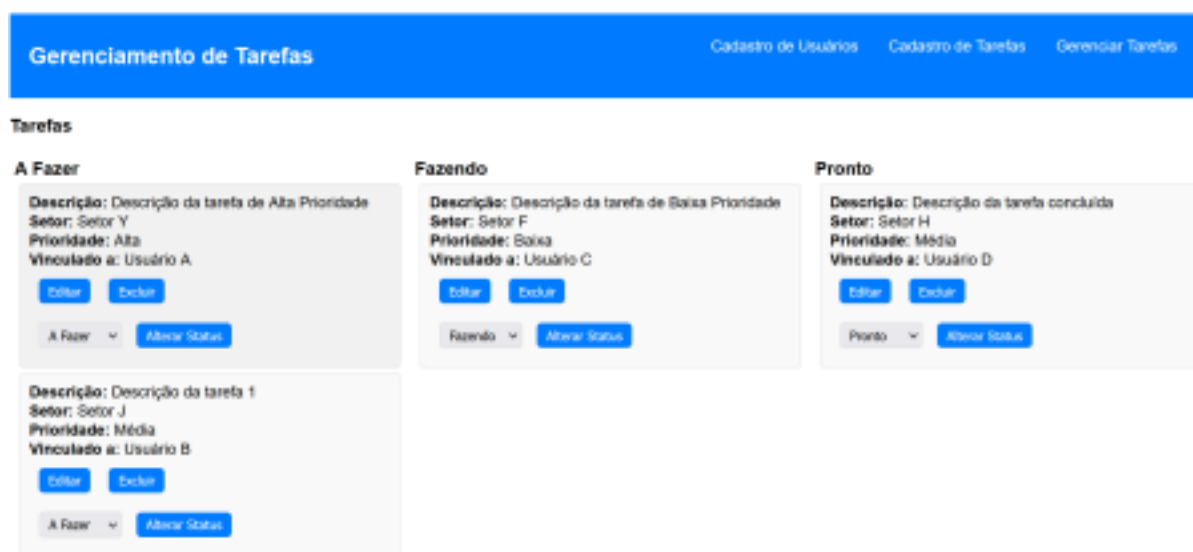 Gerenciamento de Tarefas
Cadastro de Usuários Cadastro de Tarefas Gerenciar Tarefas
Tarefas
A Fazer
Descrição: Descrição da tarefa de Alta Prioridade
Setor: Setor Y
Prioridade: Alta
Vinculado a: Usuário A
Editar Excluir
A Fazer Alterar Status
Descrição: Descrição da tarefa 1
Setor: Setor J
Prioridade: Média
Vinculado a: Usuário B
Editar Excluir
A Fazer Alterar Status
Fazendo
Descrição: Descrição da tarefa de Baixa Prioridade
Setor: Setor F
Prioridade: Baixa
Vinculado a: Usuário C
Editar Excluir
Fazendo Alterar Status
Pronto
Descrição: Descrição da tarefa concluída
Setor: Setor H
Prioridade: Média
Vinculado a: Usuário D
Editar Excluir
Pronto Alterar Status